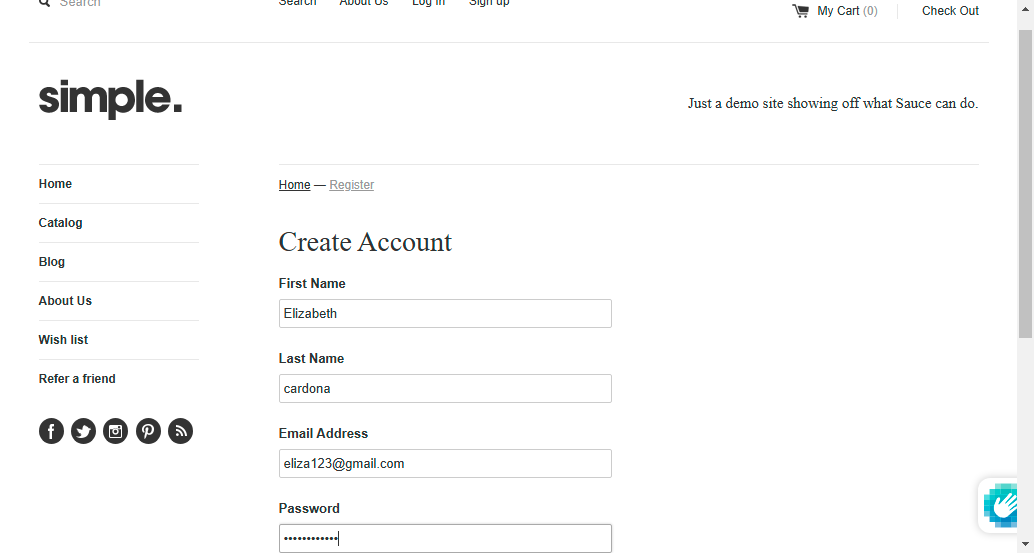 Search
Search About Us Log In Sign up
My Cart (0) Check Out
simple.
Just a demo site showing off what Sauce can do.
Home
Catalog
Blog
About Us
Wish list
Refer a friend
Home — Register
Create Account
First Name
Elizabeth
Last Name
cardona
Email Address
eliza123@gmail.com
Password
••••••••••••